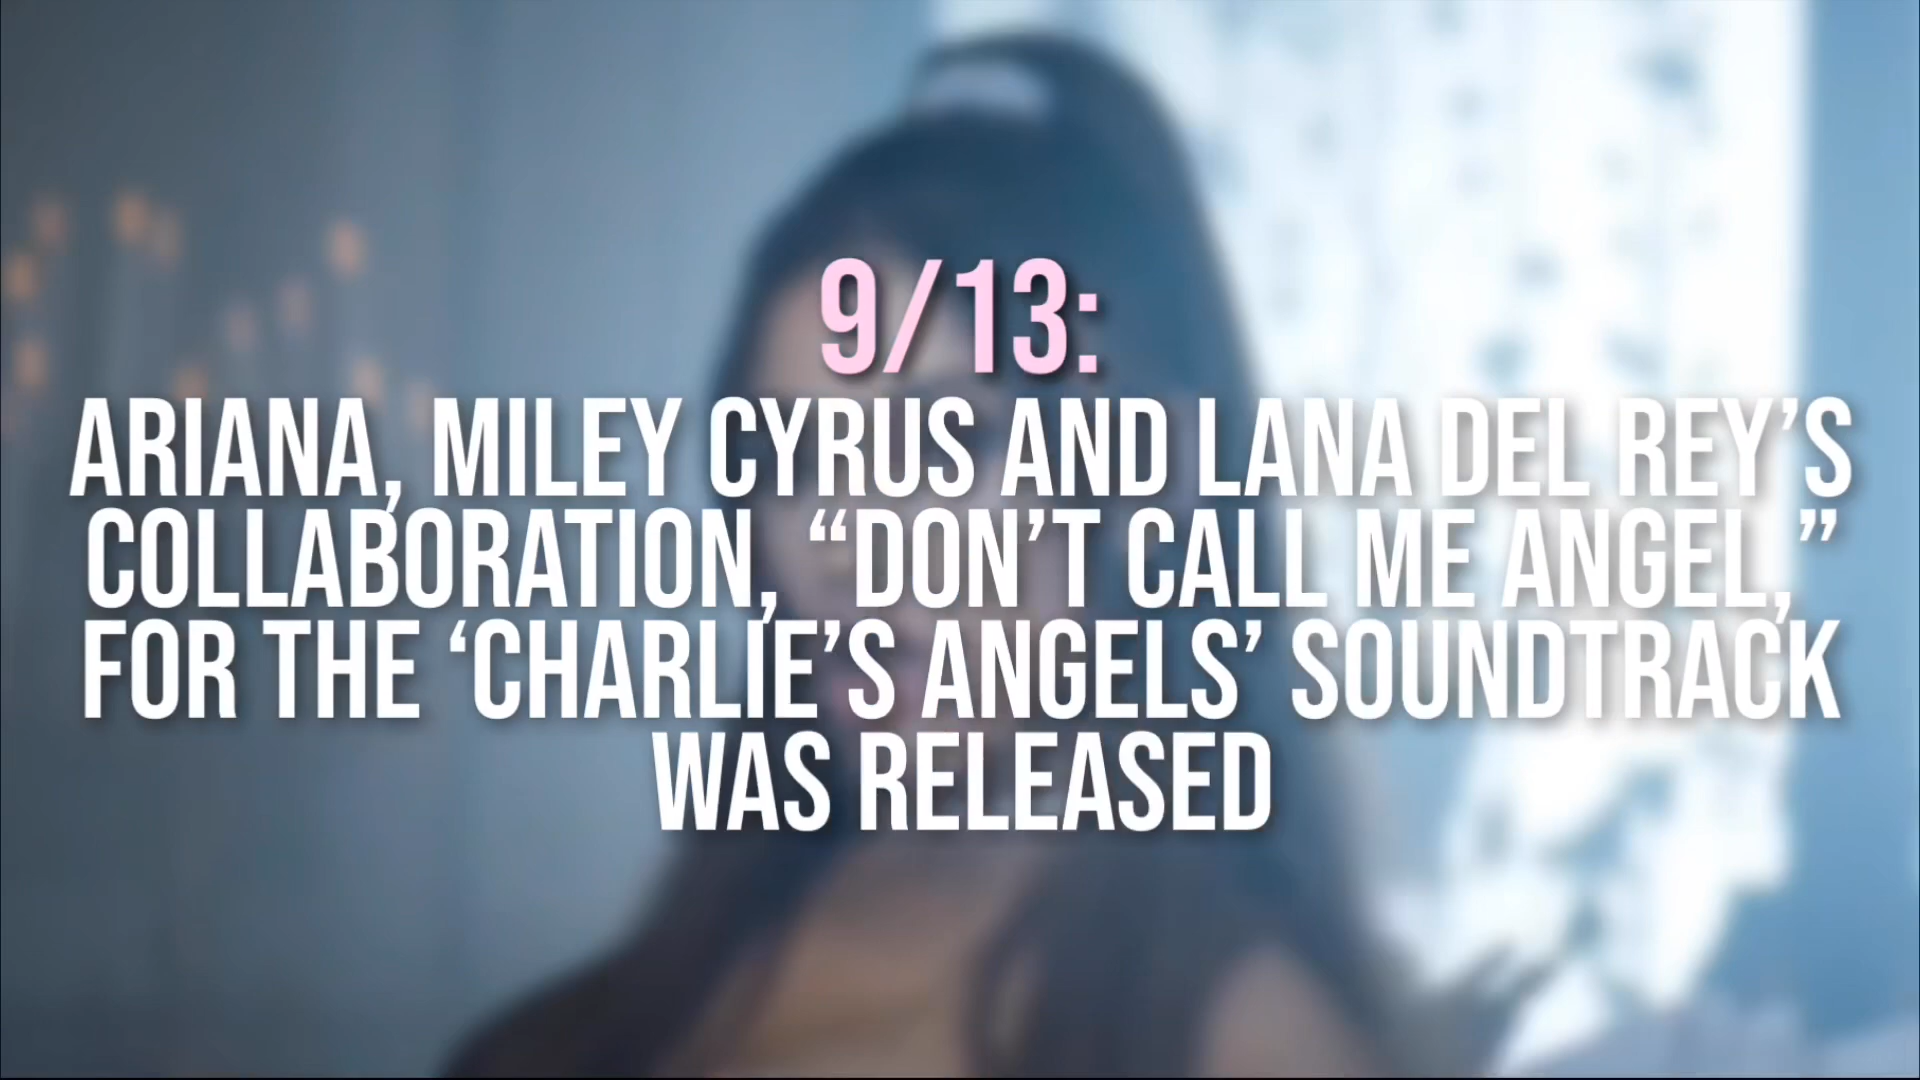 9/13:
ARIANA, MILEY CYRUS AND LANA DEL REY’S
COLLABORATION, “DON’T CALL ME ANGEL,”
FOR THE ‘CHARLIE’S ANGELS’ SOUNDTRACK
WAS RELEASED